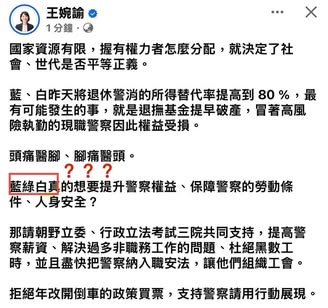 王婉諭
1 分鐘 ·
國家資源有限，握有權力者怎麼分配，就決定了社
會、世代是否平等正義。
藍、白昨天將退休警消的所得替代率提高到 80 %，最
有可能發生的事，就是退撫基金提早破產，冒著高風
險執勤的現職警察因此權益受損。
頭痛醫腳、腳痛醫頭。
？？？
藍綠白真的想要提升警察權益、保障警察的勞動條
件、人身安全？
那請朝野立委、行政立法考試三院共同支持，提高警
察薪資、解決過多非職務工作的問題、杜絕黑數工
時，並且盡快把警察納入職安法，讓他們組織工會。
拒絕年改開倒車的政策買票，支持警察請用行動展現。